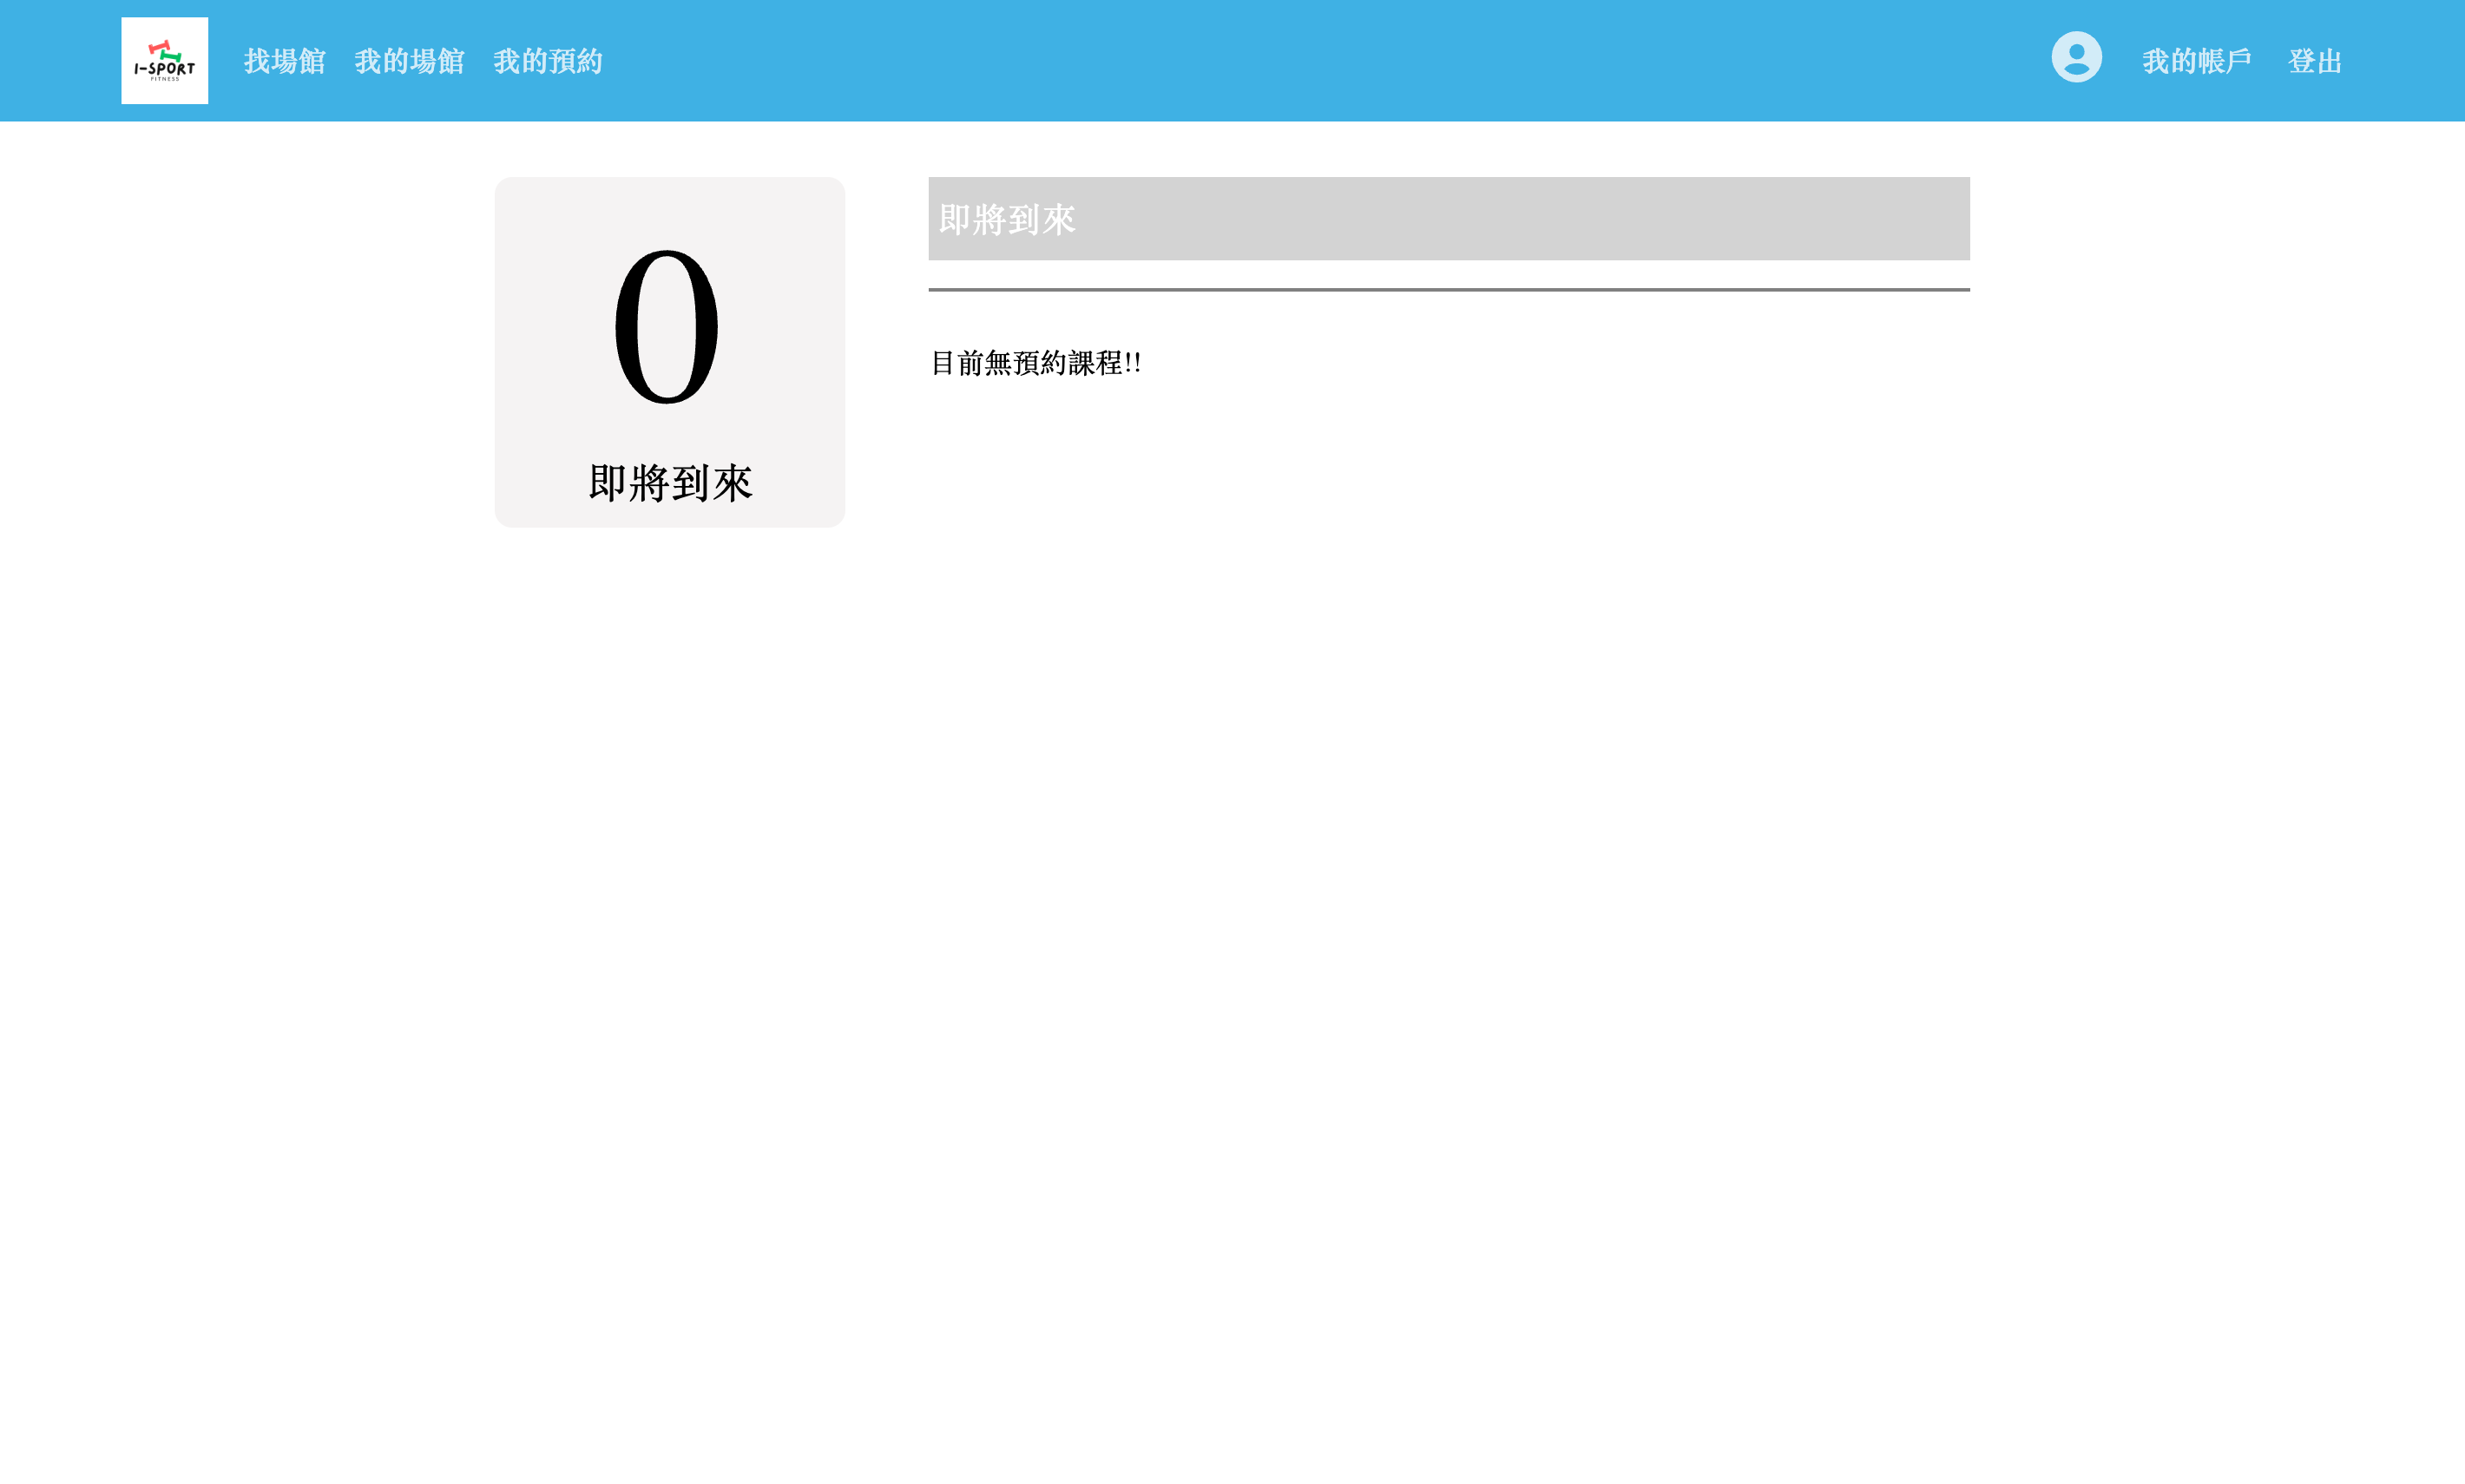 I-SPORT
FITNESS
找場館 我的場館 我的預約
我的帳戶 登出
0
即將到來
即將到來
目前無預約課程!!